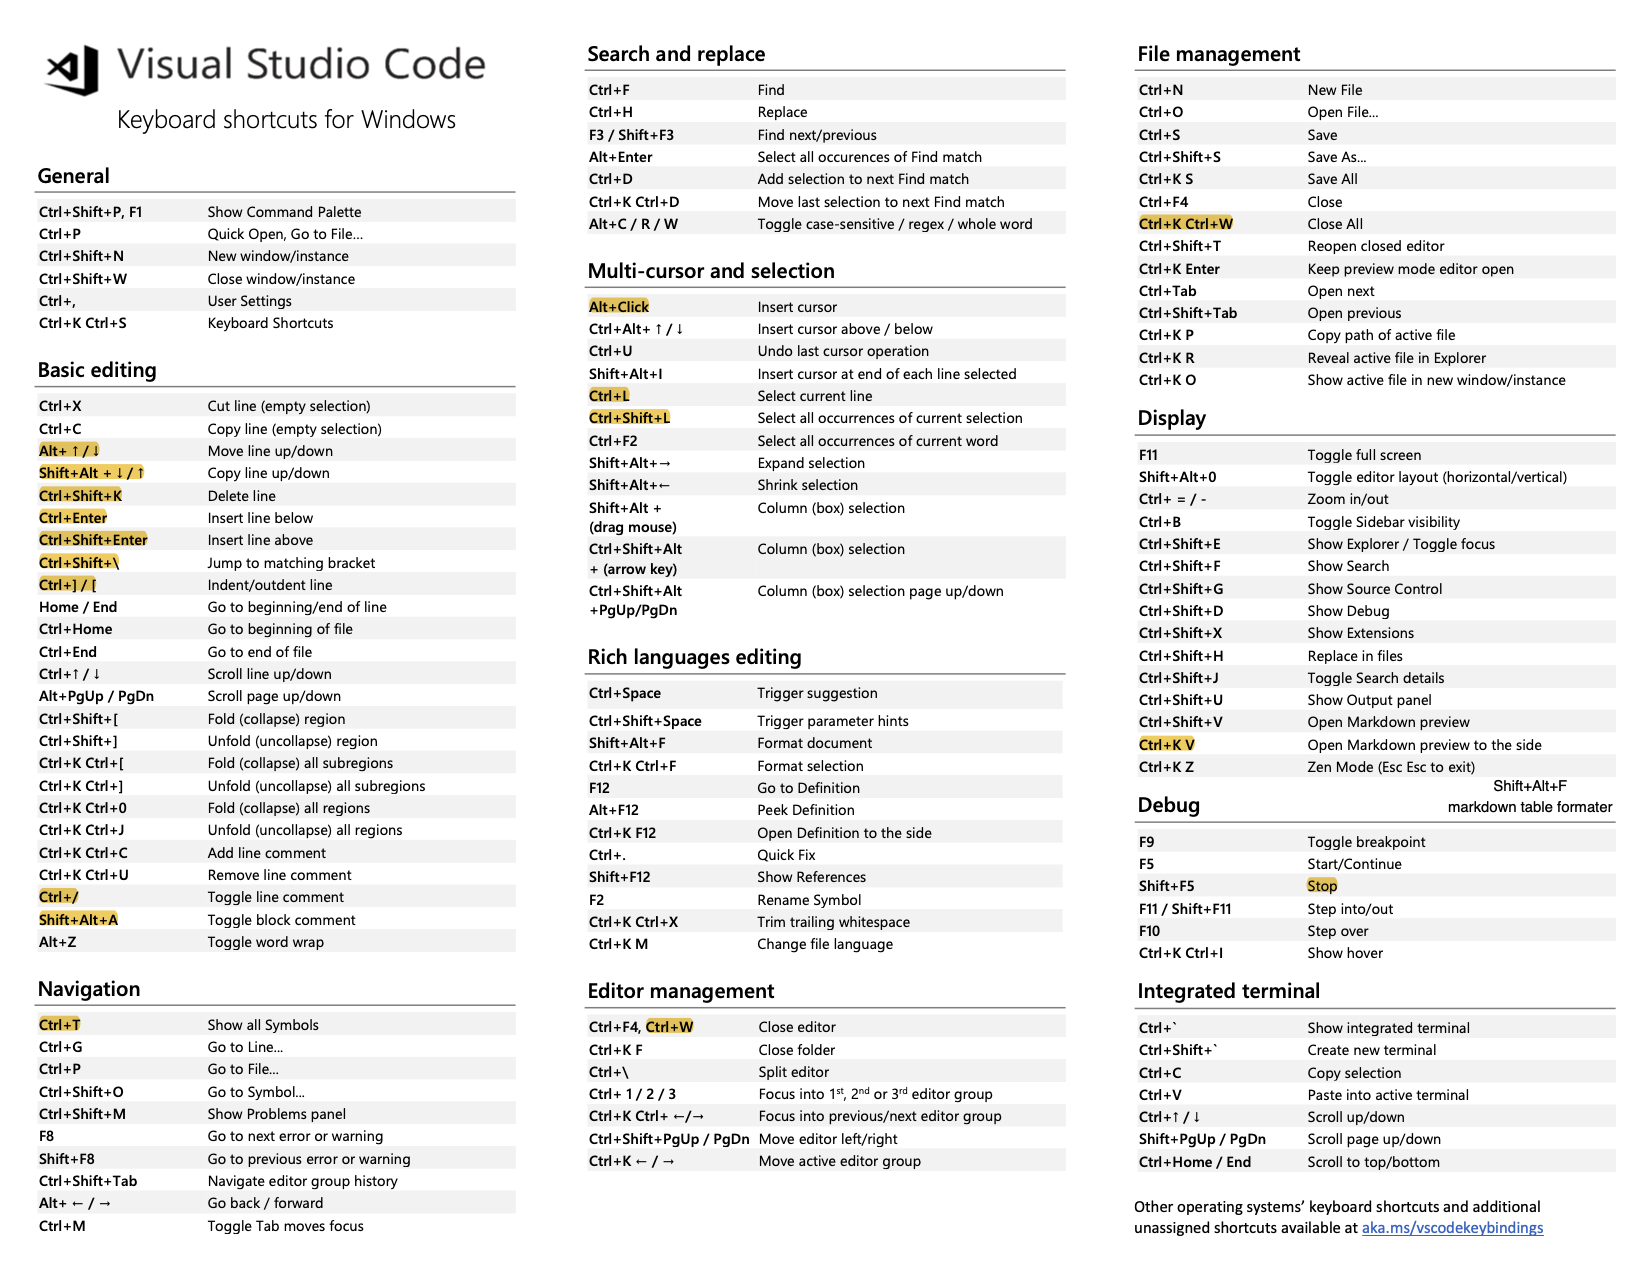 Visual Studio Code
Keyboard shortcuts for Windows
General
Ctrl+Shift+P, F1 Show Command Palette
Ctrl+P Quick Open, Go to File…
Ctrl+Shift+N New window/instance
Ctrl+Shift+W Close window/instance
Ctrl+, User Settings
Ctrl+K Ctrl+S Keyboard Shortcuts
Basic editing
Ctrl+X Cut line (empty selection)
Ctrl+C Copy line (empty selection)
Alt+ ↑ / ↓ Move line up/down
Shift+Alt + ↓ / ↑ Copy line up/down
Ctrl+Shift+K Delete line
Ctrl+Enter Insert line below
Ctrl+Shift+Enter Insert line above
Ctrl+Shift+\ Jump to matching bracket
Ctrl+] / [ Indent/outdent line
Home / End Go to beginning/end of line
Ctrl+Home Go to beginning of file
Ctrl+End Go to end of file
Ctrl+↑ / ↓ Scroll line up/down
Alt+PgUp / PgDn Scroll page up/down
Ctrl+Shift+[ Fold (collapse) region
Ctrl+Shift+] Unfold (uncollapse) region
Ctrl+K Ctrl+[ Fold (collapse) all subregions
Ctrl+K Ctrl+] Unfold (uncollapse) all subregions
Ctrl+K Ctrl+0 Fold (collapse) all regions
Ctrl+K Ctrl+J Unfold (uncollapse) all regions
Ctrl+K Ctrl+C Add line comment
Ctrl+K Ctrl+U Remove line comment
Ctrl+/ Toggle line comment
Shift+Alt+A Toggle block comment
Alt+Z Toggle word wrap
Navigation
Ctrl+T Show all Symbols
Ctrl+G Go to Line...
Ctrl+P Go to File...
Ctrl+Shift+O Go to Symbol...
Ctrl+Shift+M Show Problems panel
F8 Go to next error or warning
Shift+F8 Go to previous error or warning
Ctrl+Shift+Tab Navigate editor group history
Alt+ ← / → Go back / forward
Ctrl+M Toggle Tab moves focus
Search and replace
Ctrl+F Find
Ctrl+H Replace
F3 / Shift+F3 Find next/previous
Alt+Enter Select all occurences of Find match
Ctrl+D Add selection to next Find match
Ctrl+K Ctrl+D Move last selection to next Find match
Alt+C / R / W Toggle case-sensitive / regex / whole word
Multi-cursor and selection
Alt+Click Insert cursor
Ctrl+Alt+ ↑ / ↓ Insert cursor above / below
Ctrl+U Undo last cursor operation
Shift+Alt+I Insert cursor at end of each line selected
Ctrl+L Select current line
Ctrl+Shift+L Select all occurrences of current selection
Ctrl+F2 Select all occurrences of current word
Shift+Alt+→ Expand selection
Shift+Alt+← Shrink selection
Shift+Alt + Column (box) selection
(drag mouse)
Ctrl+Shift+Alt Column (box) selection
+ (arrow key)
Ctrl+Shift+Alt Column (box) selection page up/down
+PgUp/PgDn
Rich languages editing
Ctrl+Space Trigger suggestion
Ctrl+Shift+Space Trigger parameter hints
Shift+Alt+F Format document
Ctrl+K Ctrl+F Format selection
F12 Go to Definition
Alt+F12 Peek Definition
Ctrl+K F12 Open Definition to the side
Ctrl+. Quick Fix
Shift+F12 Show References
F2 Rename Symbol
Ctrl+K Ctrl+X Trim trailing whitespace
Ctrl+K M Change file language
Editor management
Ctrl+F4, Ctrl+W Close editor
Ctrl+K F Close folder
Ctrl+\ Split editor
Ctrl+ 1 / 2 / 3 Focus into 1st, 2nd or 3rd editor group
Ctrl+K Ctrl+ ←/→ Focus into previous/next editor group
Ctrl+Shift+PgUp / PgDn Move editor left/right
Ctrl+K ← / → Move active editor group
File management
Ctrl+N New File
Ctrl+O Open File...
Ctrl+S Save
Ctrl+Shift+S Save As...
Ctrl+K S Save All
Ctrl+F4 Close
Ctrl+K Ctrl+W Close All
Ctrl+Shift+T Reopen closed editor
Ctrl+K Enter Keep preview mode editor open
Ctrl+Tab Open next
Ctrl+Shift+Tab Open previous
Ctrl+K P Copy path of active file
Ctrl+K R Reveal active file in Explorer
Ctrl+K O Show active file in new window/instance
Display
F11 Toggle full screen
Shift+Alt+0 Toggle editor layout (horizontal/vertical)
Ctrl+ = / - Zoom in/out
Ctrl+B Toggle Sidebar visibility
Ctrl+Shift+E Show Explorer / Toggle focus
Ctrl+Shift+F Show Search
Ctrl+Shift+G Show Source Control
Ctrl+Shift+D Show Debug
Ctrl+Shift+X Show Extensions
Ctrl+Shift+H Replace in files
Ctrl+Shift+J Toggle Search details
Ctrl+Shift+U Show Output panel
Ctrl+Shift+V Open Markdown preview
Ctrl+K V Open Markdown preview to the side
Ctrl+K Z Zen Mode (Esc Esc to exit)
Shift+Alt+F
markdown table formater
Debug
F9 Toggle breakpoint
F5 Start/Continue
Shift+F5 Stop
F11 / Shift+F11 Step into/out
F10 Step over
Ctrl+K Ctrl+I Show hover
Integrated terminal
Ctrl+` Show integrated terminal
Ctrl+Shift+` Create new terminal
Ctrl+C Copy selection
Ctrl+V Paste into active terminal
Ctrl+↑ / ↓ Scroll up/down
Shift+PgUp / PgDn Scroll page up/down
Ctrl+Home / End Scroll to top/bottom
Other operating systems’ keyboard shortcuts and additional
unassigned shortcuts available at aka.ms/vscodekeybindings